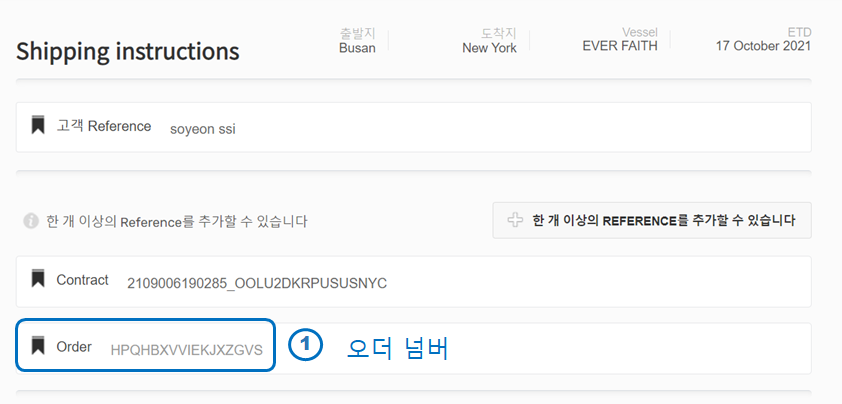 Shipping instructions
출발지
Busan
도착지
New York
Vessel
EVER FAITH
ETD
17 October 2021
고객 Reference soyeon ssi
한 개 이상의 Reference를 추가할 수 있습니다
한 개 이상의 REFERENCE를 추가할 수 있습니다
Contract 2109006190285_OOLU2DKRPUSUSNYC
Order HPQHBXVVIEKJXZGVS 1 오더 넘버